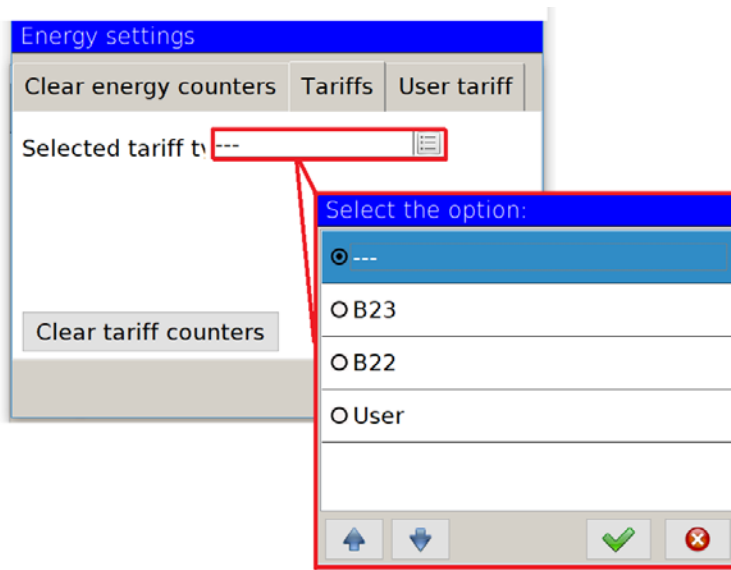 Energy settings
Clear energy counters Tariffs User tariff
Selected tariff ty ---
Select the option:
---
B23
B22
User
Clear tariff counters